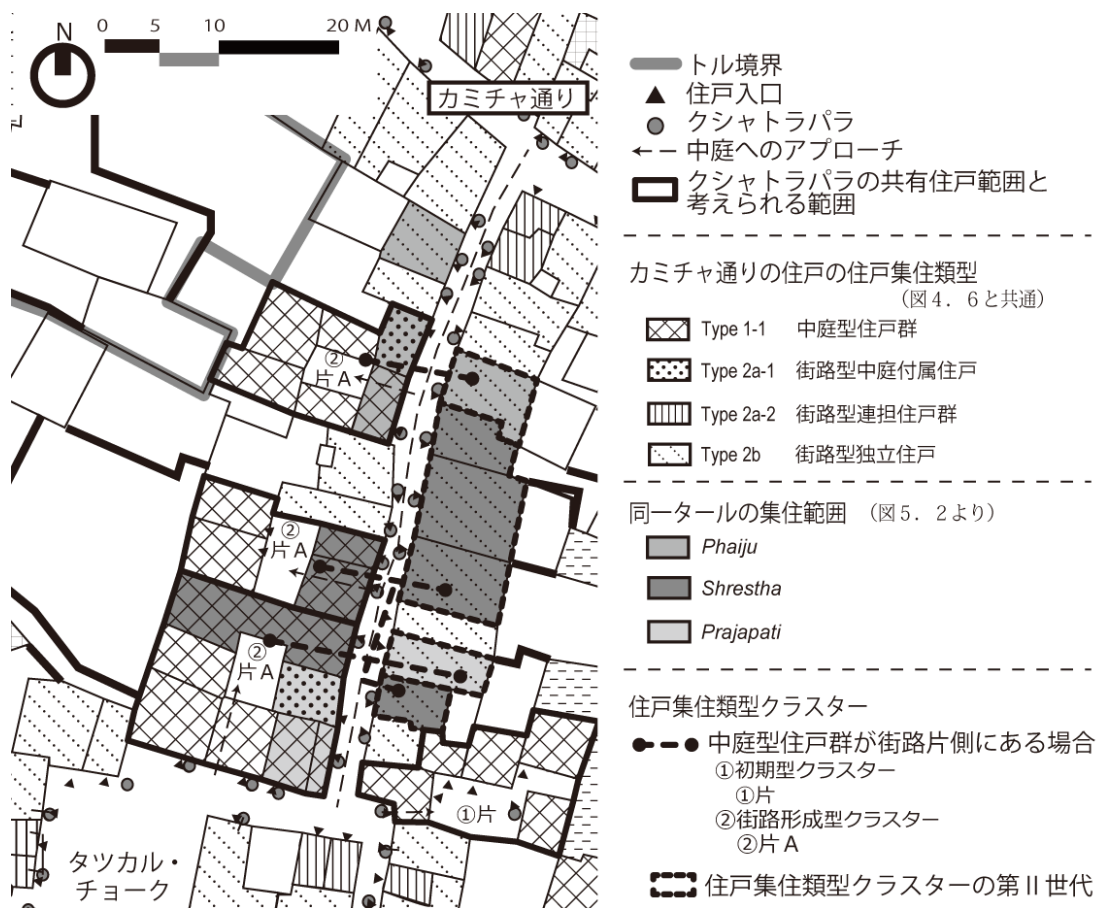 N
0 5 10 20 M
カミチャ通り
②
片A
②
片A
②
片A
①片
タツカル・
チョーク
トル境界
住戸入口
クシャトラパラ
中庭へのアプローチ
クシャトラパラの共有住戸範囲と
考えられる範囲
カミチャ通りの住戸の住戸集住類型
(図4．6と共通)
Type 1-1 中庭型住戸群
Type 2a-1 街路型中庭付属住戸
Type 2a-2 街路型連担住戸群
Type 2b 街路型独立住戸
同一タールの集住範囲 (図5．2より)
Phaiju
Shrestha
Prajapati
住戸集住類型クラスター
中庭型住戸群が街路片側にある場合
①初期型クラスター
①片
②街路形成型クラスター
②片A
住戸集住類型クラスターの第II世代